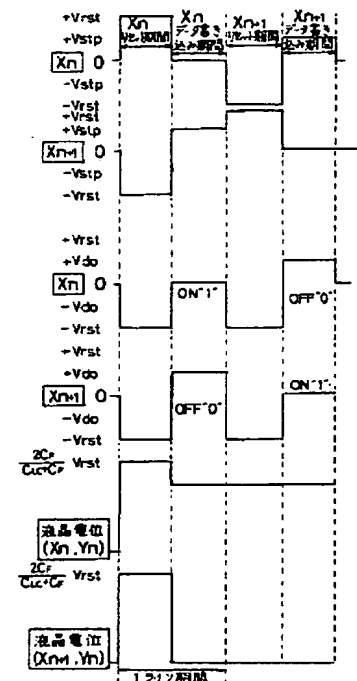 +Vrst
Xn
リセット期間
Xn
データ書き
込み期間
Xn+1
リセット期間
Xn+1
データ書き
込み期間
+Vstp
Xn 0
-Vstp
-Vrst
+Vrst
+Vstp
Xn+1 0
-Vstp
-Vrst
+Vrst
+Vdo
Xn 0
ON"1"
OFF"0"
-Vdo
-Vrst
+Vrst
+Vdo
Xn+1 0
OFF"0"
ON"1"
-Vdo
-Vrst
2CF
CLC+CF
Vrst
液晶電位
(Xn,Yn)
2CF
CLC+CF
Vrst
液晶電位
(Xn+1,Yn)
1ライン期間